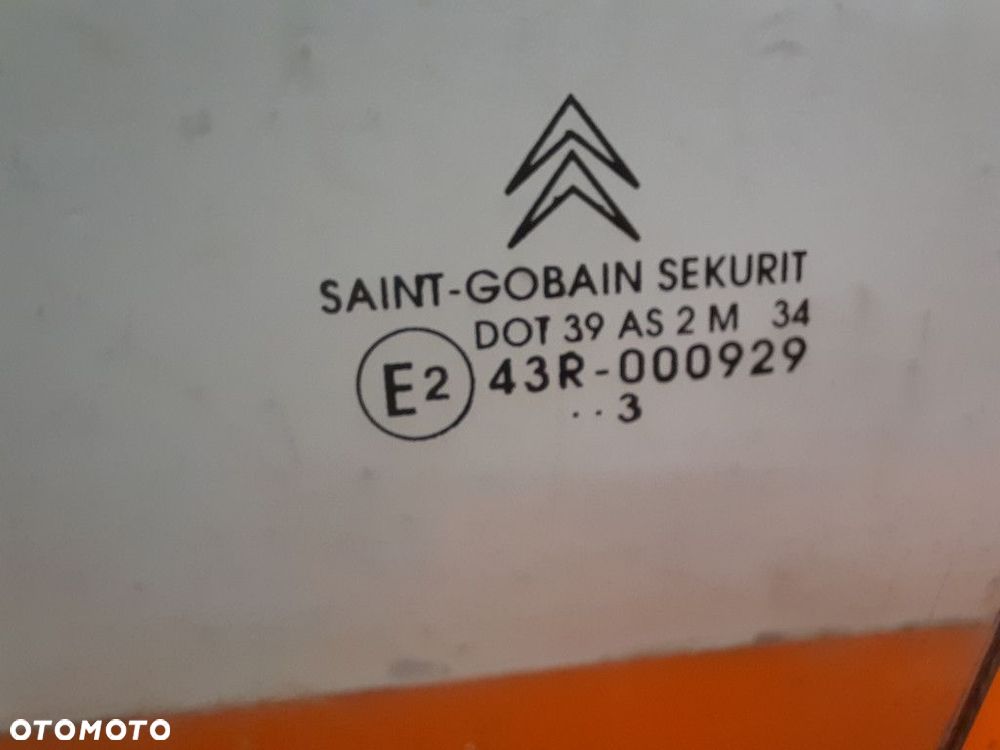 SAINT-GOBAIN SEKURIT
DOT 39 AS 2 M 34
E2 43R-000929
..3
OTOMOTO